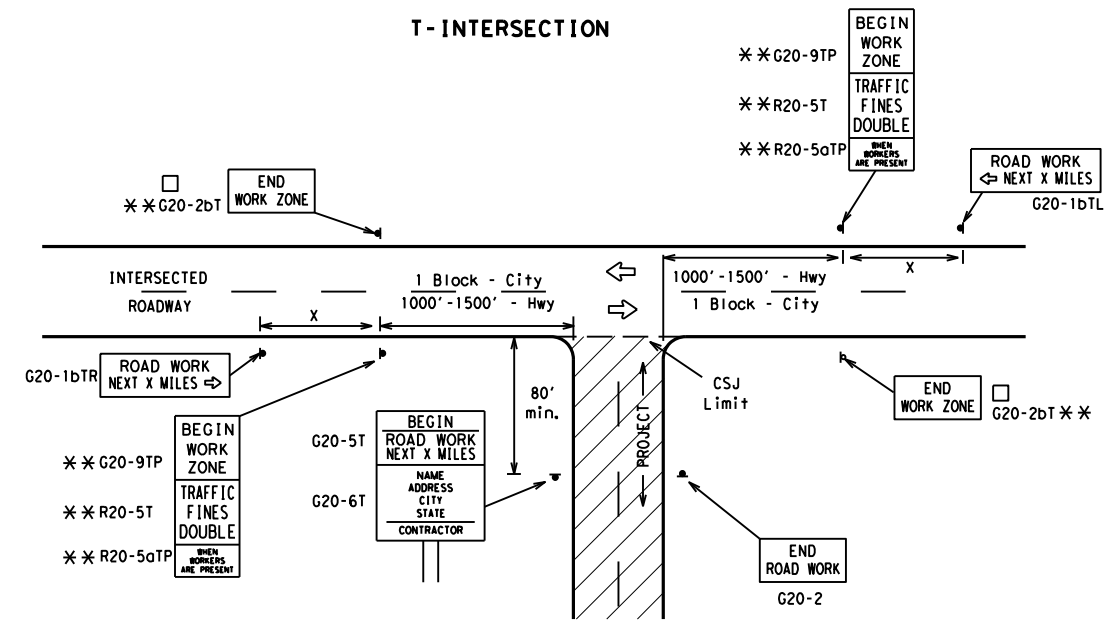 T-INTERSECTION
BEGIN
WORK
ZONE
**G20-9TP
TRAFFIC
FINES
DOUBLE
**R20-5T
WHEN
WORKERS
ARE PRESENT
**R20-5aTP
ROAD WORK
⇦ NEXT X MILES
G20-1bTL
END
WORK ZONE
□
**G20-2bT
X
INTERSECTED
ROADWAY
1 Block - City
1000'-1500' - Hwy
1000'-1500' - Hwy
1 Block - City
X
G20-1bTR
ROAD WORK
NEXT X MILES ⇨
80'
min.
CSJ
Limit
PROJECT
END
WORK ZONE
□
G20-2bT **
BEGIN
WORK
ZONE
**G20-9TP
TRAFFIC
FINES
DOUBLE
**R20-5T
WHEN
WORKERS
ARE PRESENT
**R20-5aTP
G20-5T
BEGIN
ROAD WORK
NEXT X MILES
G20-6T
NAME
ADDRESS
CITY
STATE
CONTRACTOR
END
ROAD WORK
G20-2